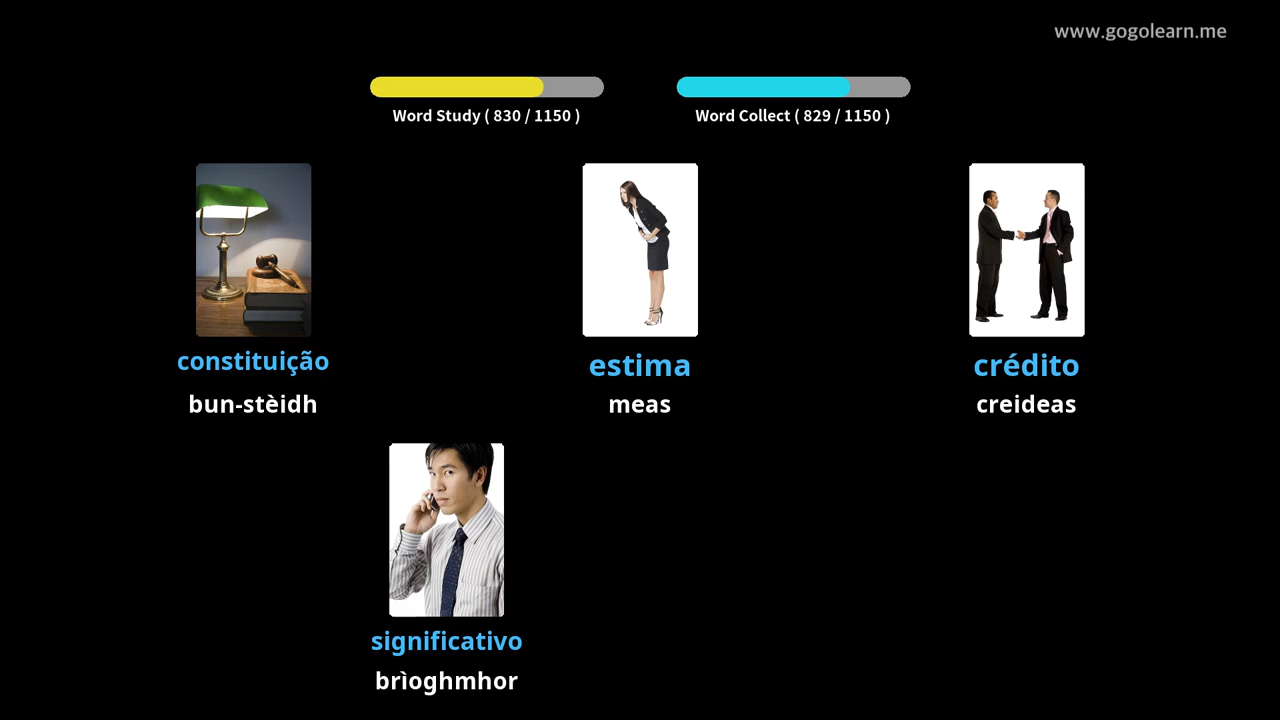 www.gogolearn.me
Word Study ( 830 / 1150 )
Word Collect ( 829 / 1150 )
constituição
estima
crédito
bun-stèidh
meas
creideas
significativo
brìoghmhor